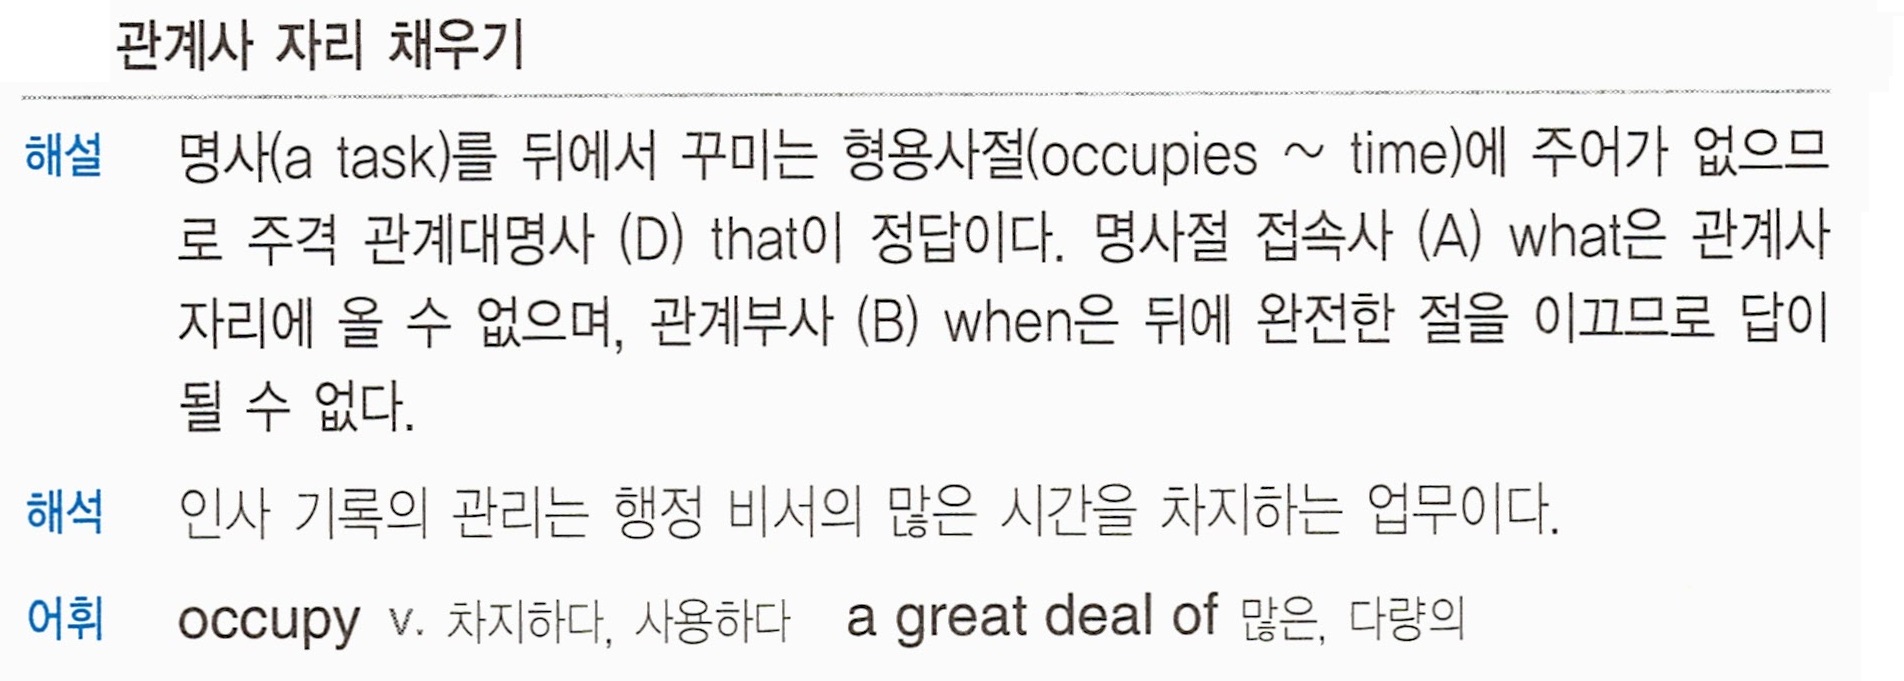 관계사 자리 채우기
해설 명사(a task)를 뒤에서 꾸미는 형용사절(occupies ~ time)에 주어가 없으므
로 주격 관계대명사 (D) that이 정답이다. 명사절 접속사 (A) what은 관계사
자리에 올 수 없으며, 관계부사 (B) when은 뒤에 완전한 절을 이끄므로 답이
될 수 없다.
해석 인사 기록의 관리는 행정 비서의 많은 시간을 차지하는 업무이다.
어휘 occupy v. 차지하다, 사용하다 a great deal of 많은, 다량의